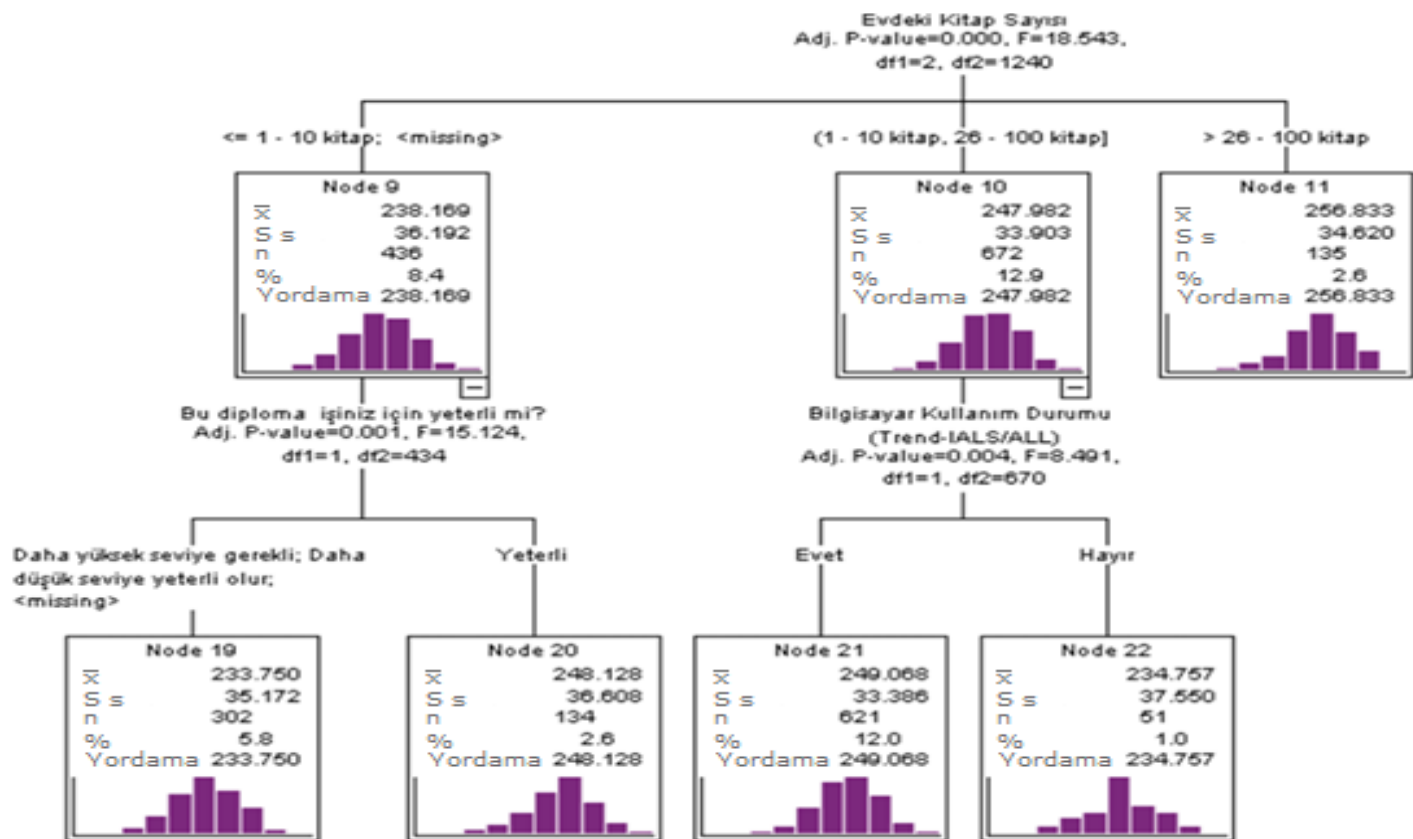 Evdeki Kitap Sayısı
Adj. P-value=0.000, F=18.543,
df1=2, df2=1240
<= 1 - 10 kitap; <missing>
(1 - 10 kitap, 26 - 100 kitap]
> 26 - 100 kitap
Node 9
x̄ 238.169
S s 36.192
n 436
% 8.4
Yordama 238.169
Node 10
x̄ 247.982
S s 33.903
n 672
% 12.9
Yordama 247.982
Node 11
x̄ 256.833
S s 34.620
n 135
% 2.6
Yordama 256.833
Bu diploma işiniz için yeterli mi?
Adj. P-value=0.001, F=15.124,
df1=1, df2=434
Bilgisayar Kullanım Durumu
(Trend-IALS/ALL)
Adj. P-value=0.004, F=8.491,
df1=1, df2=670
Daha yüksek seviye gerekli; Daha
düşük seviye yeterli olur;
<missing>
Yeterli
Evet
Hayır
Node 19
x̄ 233.750
S s 35.172
n 302
% 5.8
Yordama 233.750
Node 20
x̄ 248.128
S s 36.608
n 134
% 2.6
Yordama 248.128
Node 21
x̄ 249.068
S s 33.386
n 621
% 12.0
Yordama 249.068
Node 22
x̄ 234.757
S s 37.550
n 51
% 1.0
Yordama 234.757